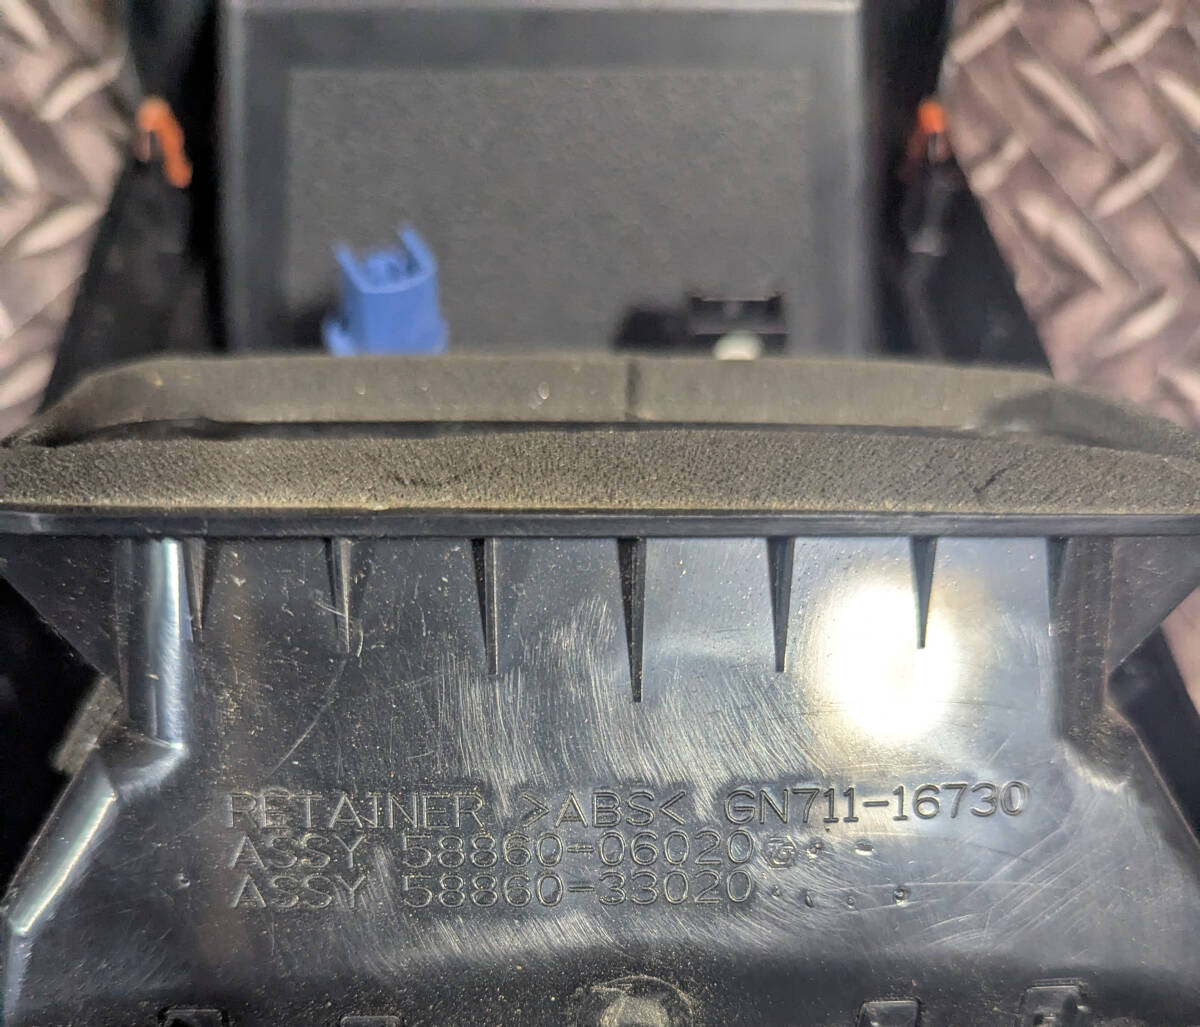 RETAINER >ABS< GN711-16730
ASSY 58860-06020
ASSY 58860-33020